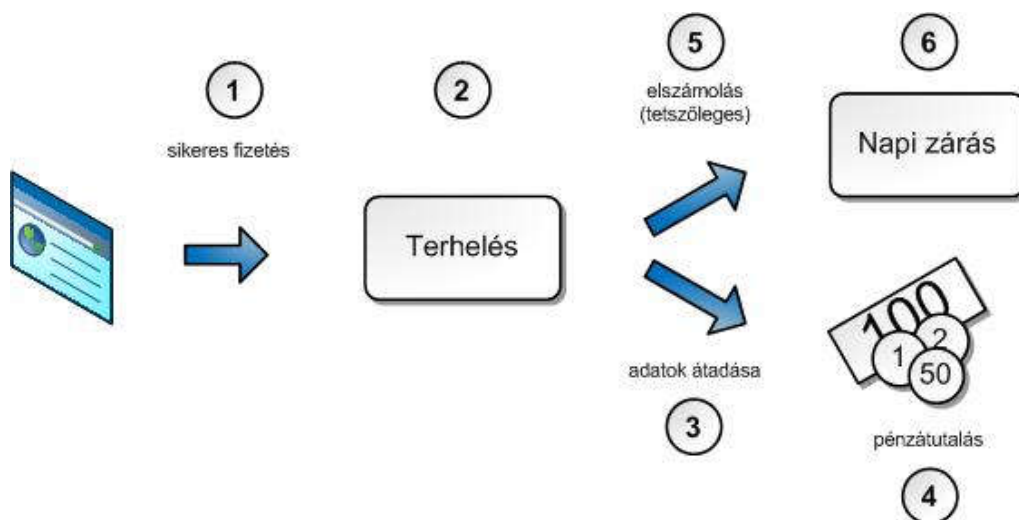 1
sikeres fizetés
2
Terhelés
5
elszámolás
(tetszőleges)
6
Napi zárás
adatok átadása
3
100
1
2
50
pénzátutalás
4